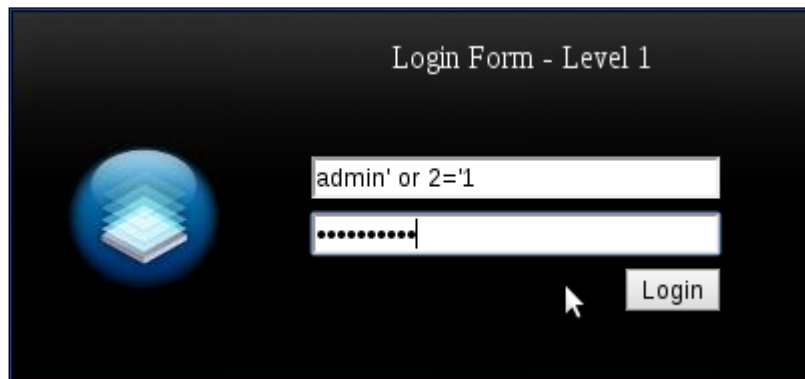 Login Form - Level 1
admin' or 2='1
••••••••••
Login